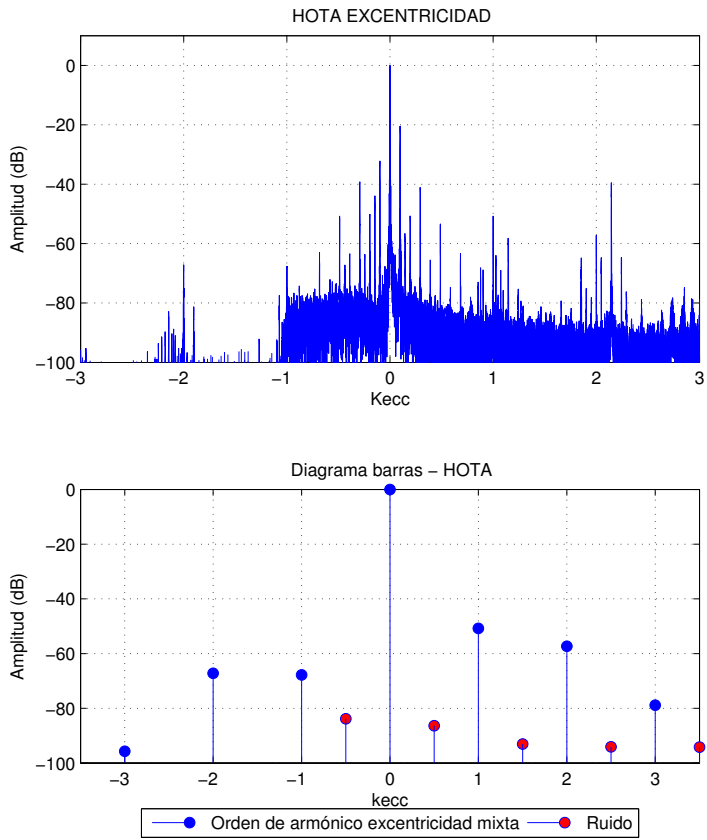 HOTA EXCENTRICIDAD
0
−20
−40
−60
−80
−100
Amplitud (dB)
−3 −2 −1 0 1 2 3
Kecc
Diagrama barras − HOTA
0
−20
−40
−60
−80
−100
Amplitud (dB)
−3 −2 −1 0 1 2 3
kecc
Orden de armónico excentricidad mixta Ruido